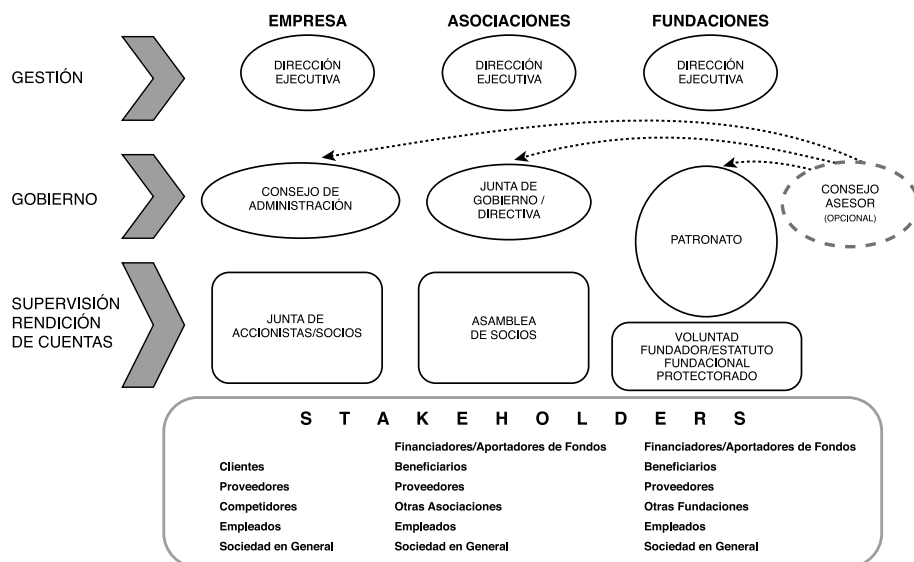 EMPRESA
ASOCIACIONES
FUNDACIONES
GESTIÓN
DIRECCIÓN
EJECUTIVA
DIRECCIÓN
EJECUTIVA
DIRECCIÓN
EJECUTIVA
GOBIERNO
CONSEJO DE
ADMINISTRACIÓN
JUNTA DE
GOBIERNO /
DIRECTIVA
PATRONATO
CONSEJO
ASESOR
(OPCIONAL)
SUPERVISIÓN
RENDICIÓN
DE CUENTAS
JUNTA DE
ACCIONISTAS/SOCIOS
ASAMBLEA
DE SOCIOS
VOLUNTAD
FUNDADOR/ESTATUTO
FUNDACIONAL
PROTECTORADO
STAKEHOLDERS
Clientes
Proveedores
Competidores
Empleados
Sociedad en General
Financiadores/Aportadores de Fondos
Beneficiarios
Proveedores
Otras Asociaciones
Empleados
Sociedad en General
Financiadores/Aportadores de Fondos
Beneficiarios
Proveedores
Otras Fundaciones
Empleados
Sociedad en General